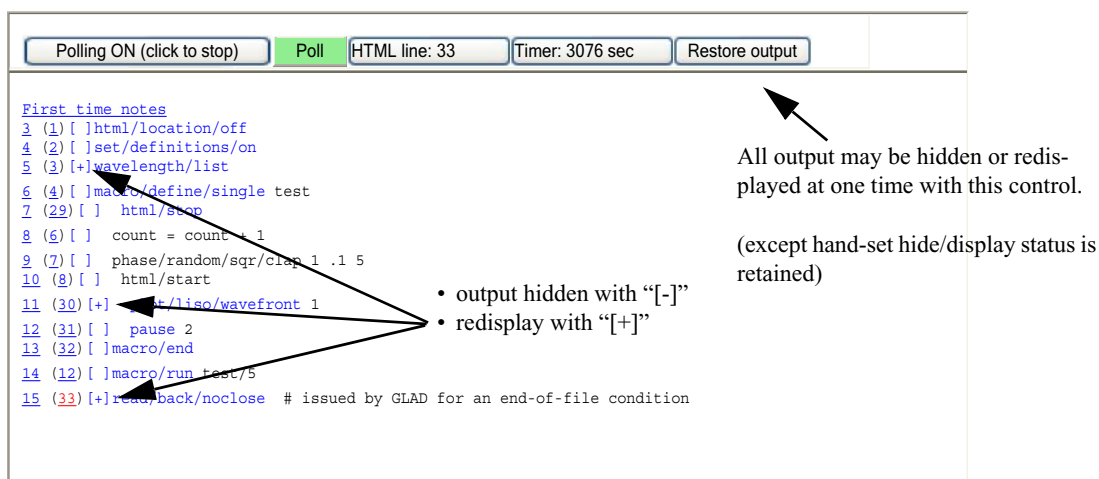 Polling ON (click to stop) Poll HTML line: 33 Timer: 3076 sec Restore output
First time notes
3 (1)[ ]html/location/off
4 (2)[ ]set/definitions/on
5 (3)[+]wavelength/list
6 (4)[ ]macro/define/single test
7 (29)[ ]  html/stop
8 (6)[ ]  count = count + 1
9 (7)[ ]  phase/random/sqr/clap 1 .1 5
10 (8)[ ]  html/start
11 (30)[+]  plot/liso/wavefront 1
12 (31)[ ]  pause 2
13 (32)[ ]macro/end
14 (12)[ ]macro/run test/5
15 (33)[+]read/back/noclose  # issued by GLAD for an end-of-file condition
All output may be hidden or redis-
played at one time with this control.
(except hand-set hide/display status is
retained)
• output hidden with “[-]”
• redisplay with “[+]”